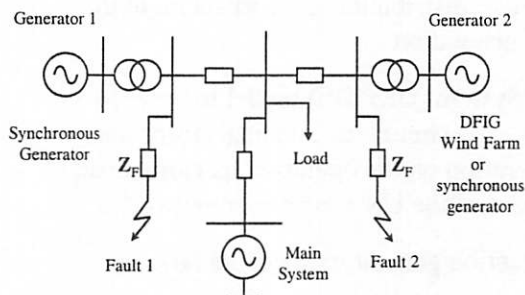 Generator 1
Generator 2
Synchronous
Generator
DFIG
Wind Farm
or
synchronous
generator
Load
Z_F
Z_F
Fault 1
Main
System
Fault 2